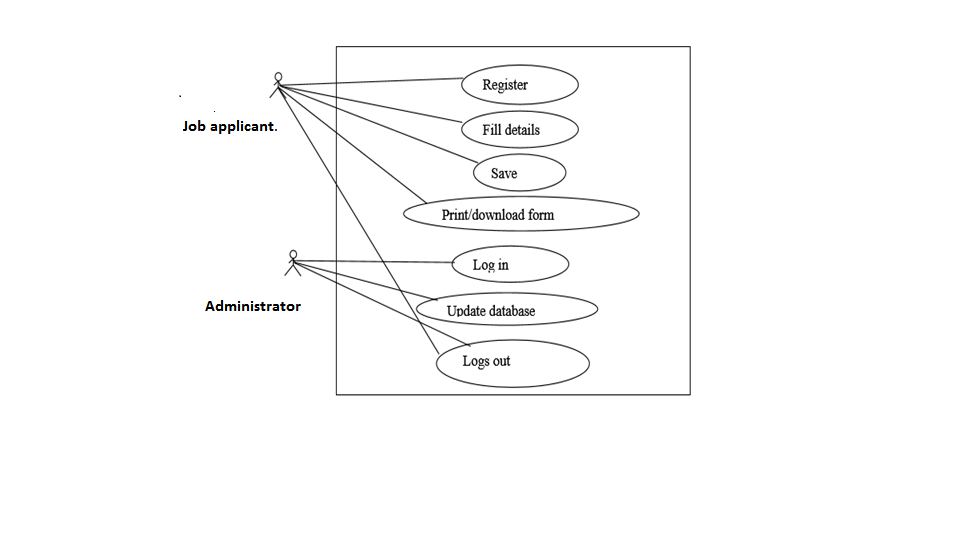 Register
Job applicant.
Fill details
Save
Print/download form
Log in
Administrator
Update database
Logs out